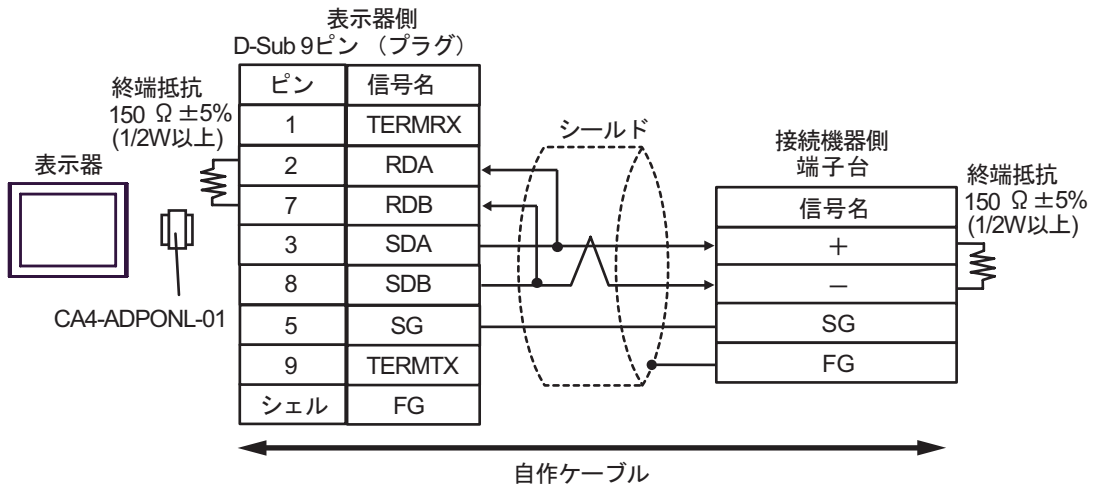 表示器側
D-Sub 9ピン （プラグ）
終端抵抗
150 Ω ±5%
(1/2W以上)
表示器
CA4-ADPONL-01
ピン 信号名
1 TERMRX
2 RDA
7 RDB
3 SDA
8 SDB
5 SG
9 TERMTX
シェル FG
シールド
接続機器側
端子台
信号名
＋
－
SG
FG
終端抵抗
150 Ω ±5%
(1/2W以上)
自作ケーブル